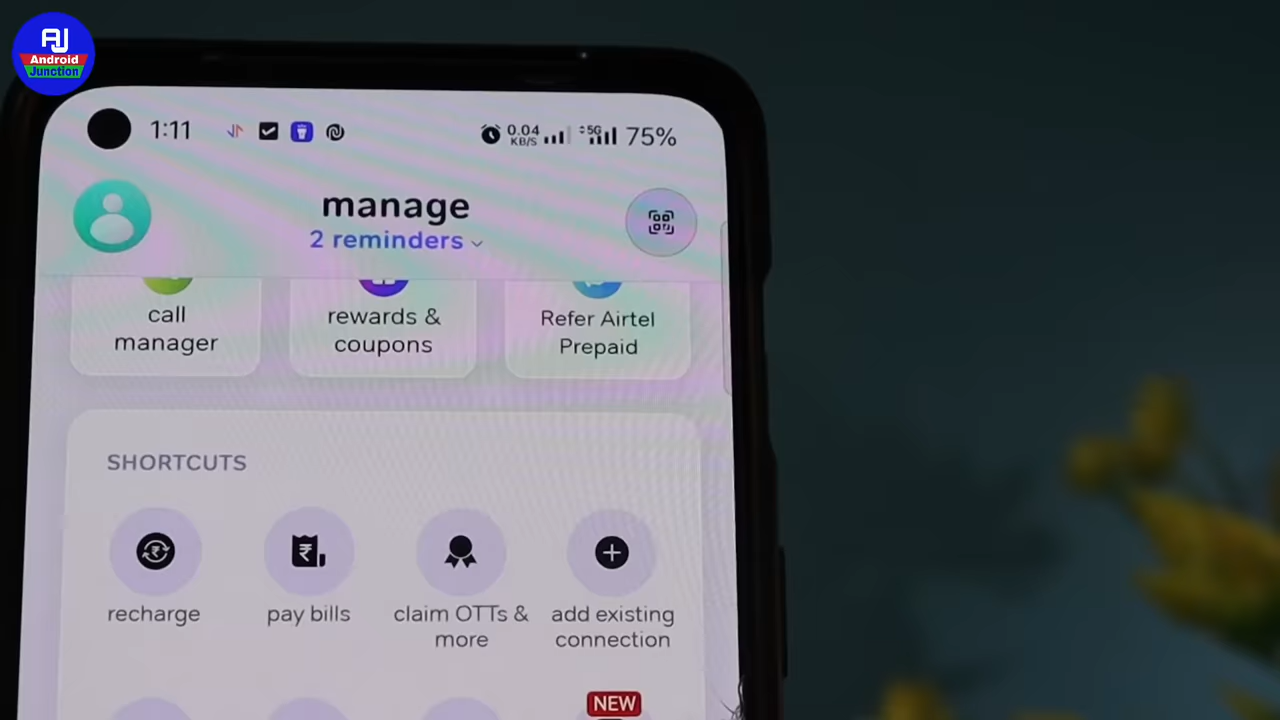 AJ
Android
Junction
1:11
0.04
KB/S
5G
75%
manage
2 reminders
call
manager
rewards &
coupons
Refer Airtel
Prepaid
SHORTCUTS
recharge
pay bills
claim OTTs &
more
add existing
connection
NEW